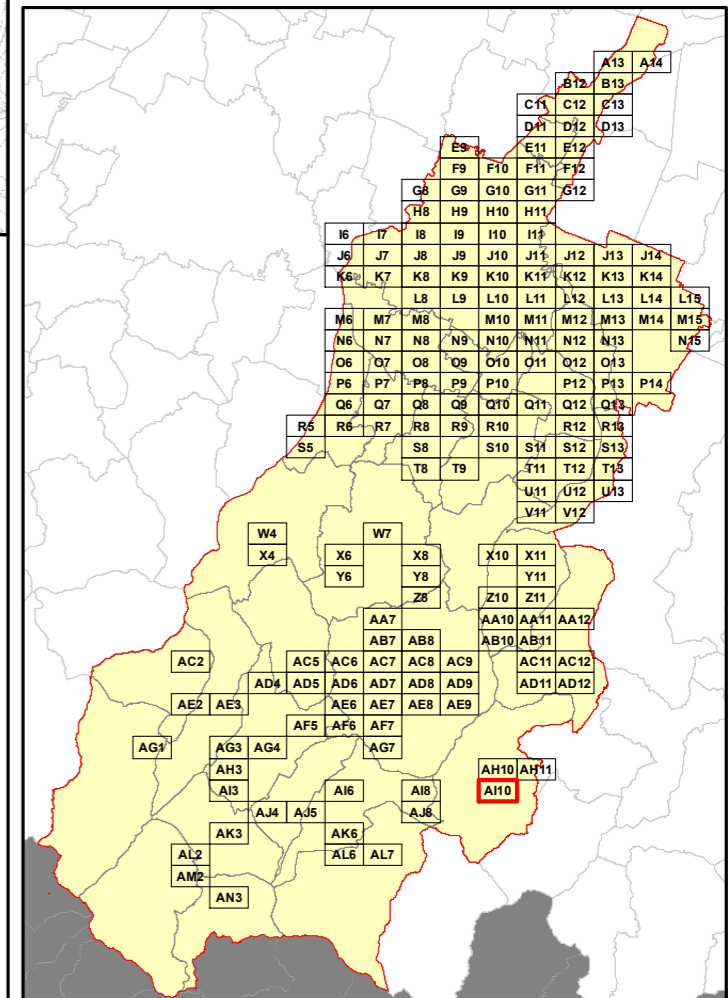 A13 A14
B12 B13
C11 C12 C13
D11 D12 D13
E9 E11 E12
F9 F10 F11 F12
G8 G9 G10 G11 G12
H8 H9 H10 H11
I6 I7 I8 I9 I10 I11
J6 J7 J8 J9 J10 J11 J12 J13 J14
K6 K7 K8 K9 K10 K11 K12 K13 K14
L8 L9 L10 L11 L12 L13 L14 L15
M6 M7 M8 M10 M11 M12 M13 M14 M15
N6 N7 N8 N9 N10 N11 N12 N13 N15
O6 O7 O8 O9 O10 O11 O12 O13
P6 P7 P8 P9 P10 P12 P13 P14
Q6 Q7 Q8 Q9 Q10 Q11 Q12 Q13
R5 R6 R7 R8 R9 R10 R12 R13
S5 S8 S10 S11 S12 S13
T8 T9 T11 T12 T13
U11 U12 U13
V11 V12
W4 W7
X4 X6 X8 X10 X11
Y6 Y8 Y11
Z8 Z10 Z11
AA7 AA10 AA11 AA12
AB7 AB8 AB10 AB11
AC2 AC5 AC6 AC7 AC8 AC9 AC11 AC12
AD4 AD5 AD6 AD7 AD8 AD9 AD11 AD12
AE2 AE3 AE6 AE7 AE8 AE9
AF5 AF6 AF7
AG1 AG3 AG4 AG7
AH3 AH10 AH11
AI3 AI6 AI8 AI10
AJ4 AJ5 AJ8
AK3 AK6
AL2 AL6 AL7
AM2
AN3